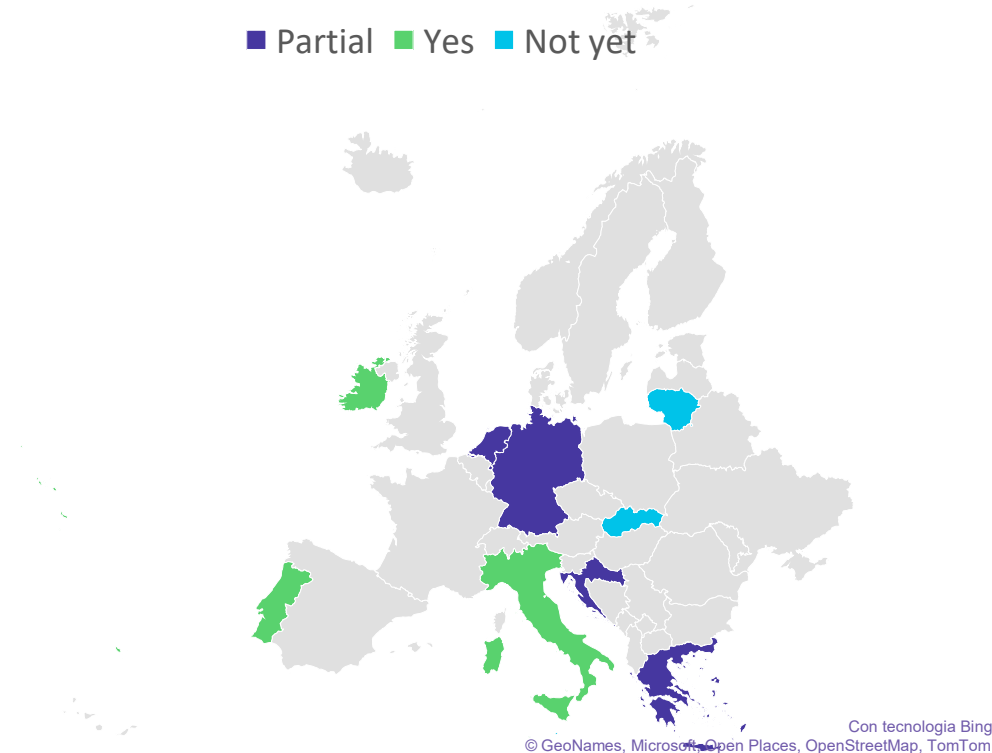 Partial Yes Not yet
Con tecnologia Bing
© GeoNames, Microsoft, Open Places, OpenStreetMap, TomTom